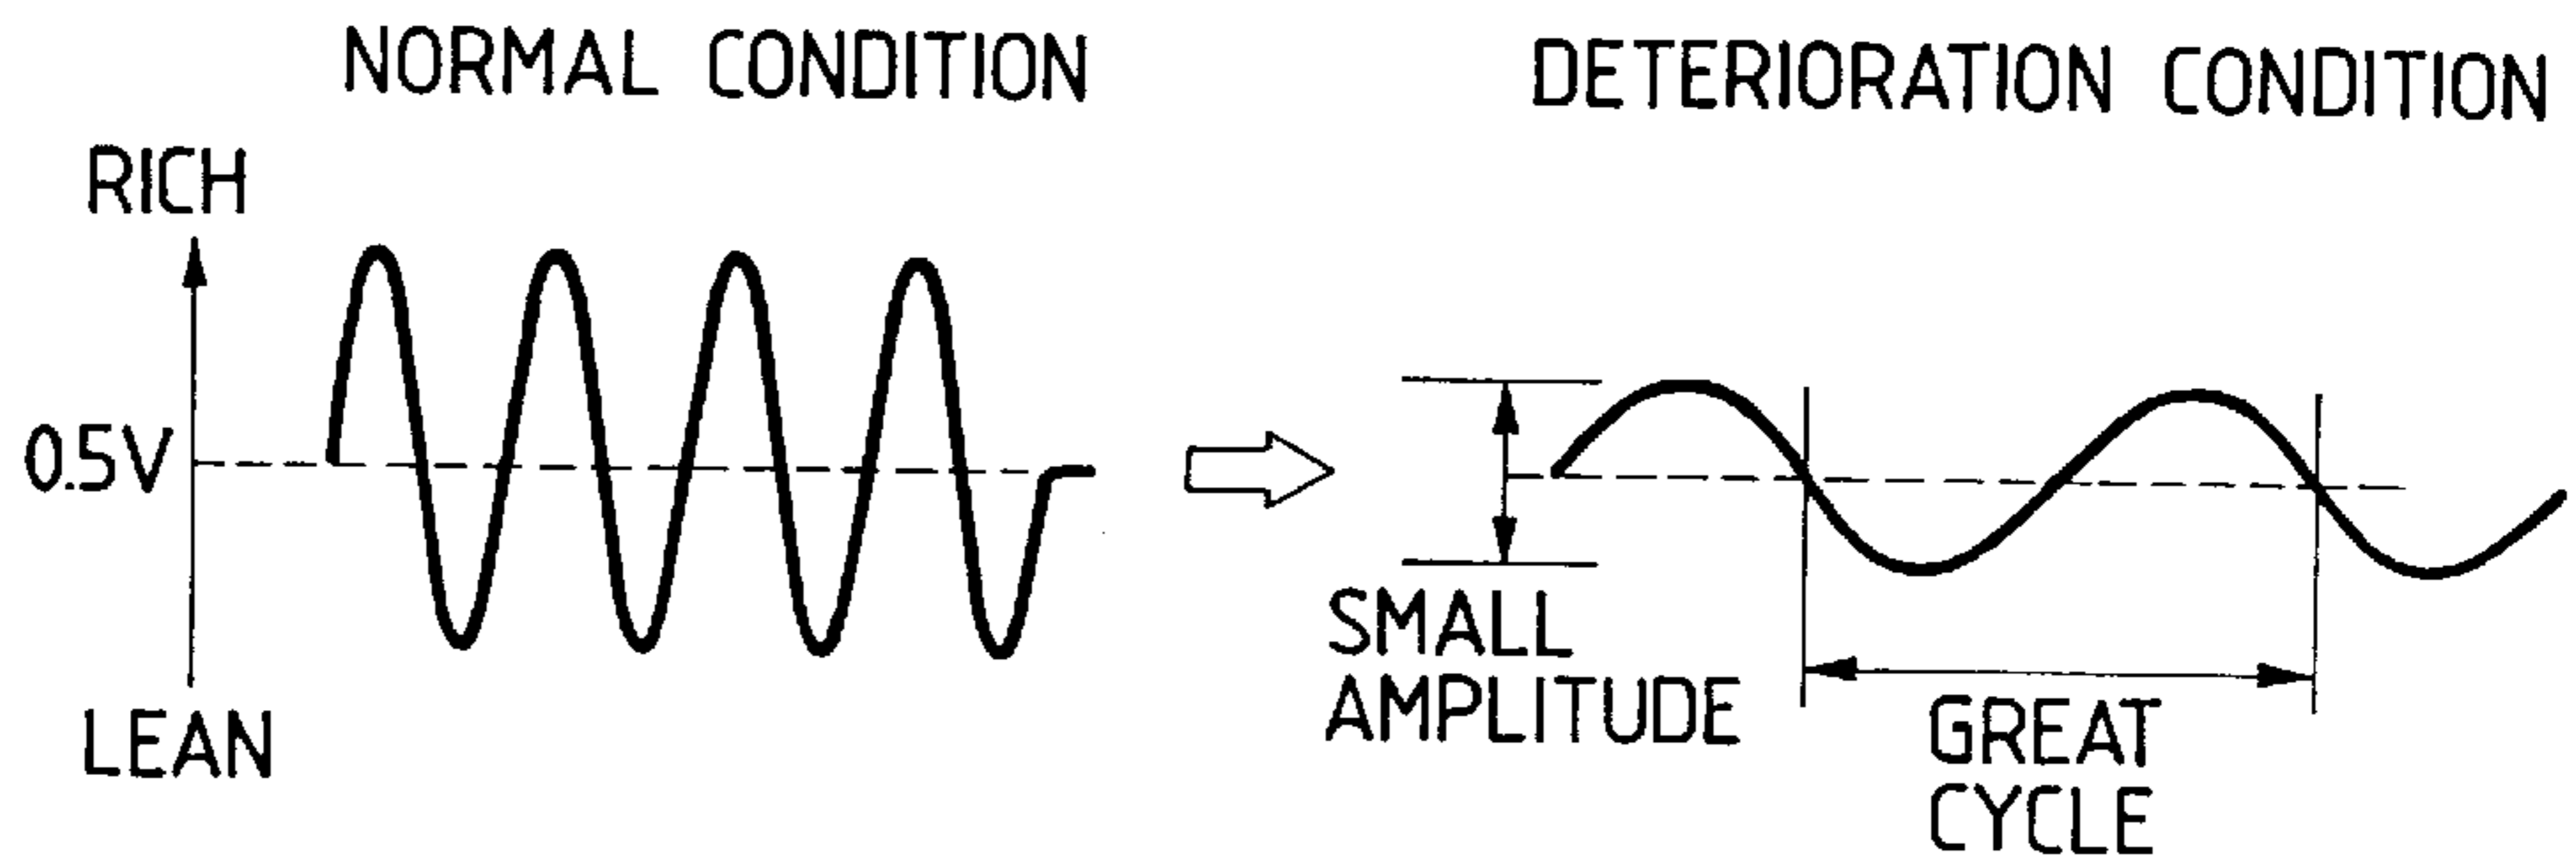 NORMAL CONDITION
DETERIORATION CONDITION
RICH
0.5V
LEAN
SMALL
AMPLITUDE
GREAT
CYCLE